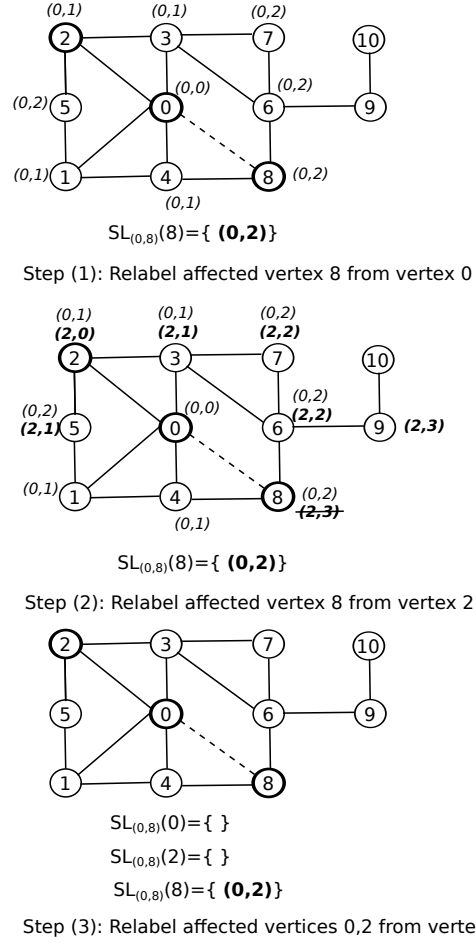 (0,1) (0,1) (0,2)
2 3 7 10
(0,0)
(0,2) 5 0 (0,2) 6 9
(0,1) 1 4 8 (0,2)
(0,1)
SL(0,8)(8)={ (0,2)}
Step (1): Relabel affected vertex 8 from vertex 0
(0,1) (0,1) (0,2)
(2,0) (2,1) (2,2)
2 3 7 10
(0,2) (0,0) (0,2)
(2,1) 5 0 (2,2) 6 9 (2,3)
(0,1) 1 4 8 (0,2)
(0,1) (2,3)
SL(0,8)(8)={ (0,2)}
Step (2): Relabel affected vertex 8 from vertex 2
2 3 7 10
5 0 6 9
1 4 8
SL(0,8)(0)={ }
SL(0,8)(2)={ }
SL(0,8)(8)={ (0,2)}
Step (3): Relabel affected vertices 0,2 from verte